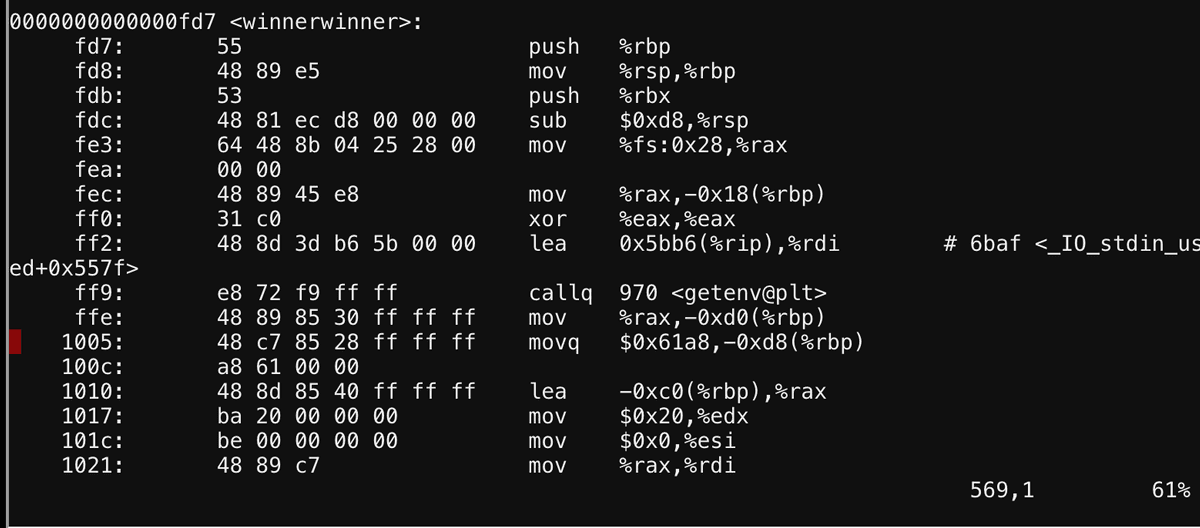 0000000000000fd7 <winnerwinner>:
fd7: 55 push %rbp
fd8: 48 89 e5 mov %rsp,%rbp
fdb: 53 push %rbx
fdc: 48 81 ec d8 00 00 00 sub $0xd8,%rsp
fe3: 64 48 8b 04 25 28 00 mov %fs:0x28,%rax
fea: 00 00
fec: 48 89 45 e8 mov %rax,-0x18(%rbp)
ff0: 31 c0 xor %eax,%eax
ff2: 48 8d 3d b6 5b 00 00 lea 0x5bb6(%rip),%rdi # 6baf <_IO_stdin_us
ed+0x557f>
ff9: e8 72 f9 ff ff callq 970 <getenv@plt>
ffe: 48 89 85 30 ff ff ff mov %rax,-0xd0(%rbp)
1005: 48 c7 85 28 ff ff ff movq $0x61a8,-0xd8(%rbp)
100c: a8 61 00 00
1010: 48 8d 85 40 ff ff ff lea -0xc0(%rbp),%rax
1017: ba 20 00 00 00 mov $0x20,%edx
101c: be 00 00 00 00 mov $0x0,%esi
1021: 48 89 c7 mov %rax,%rdi
569,1 61%